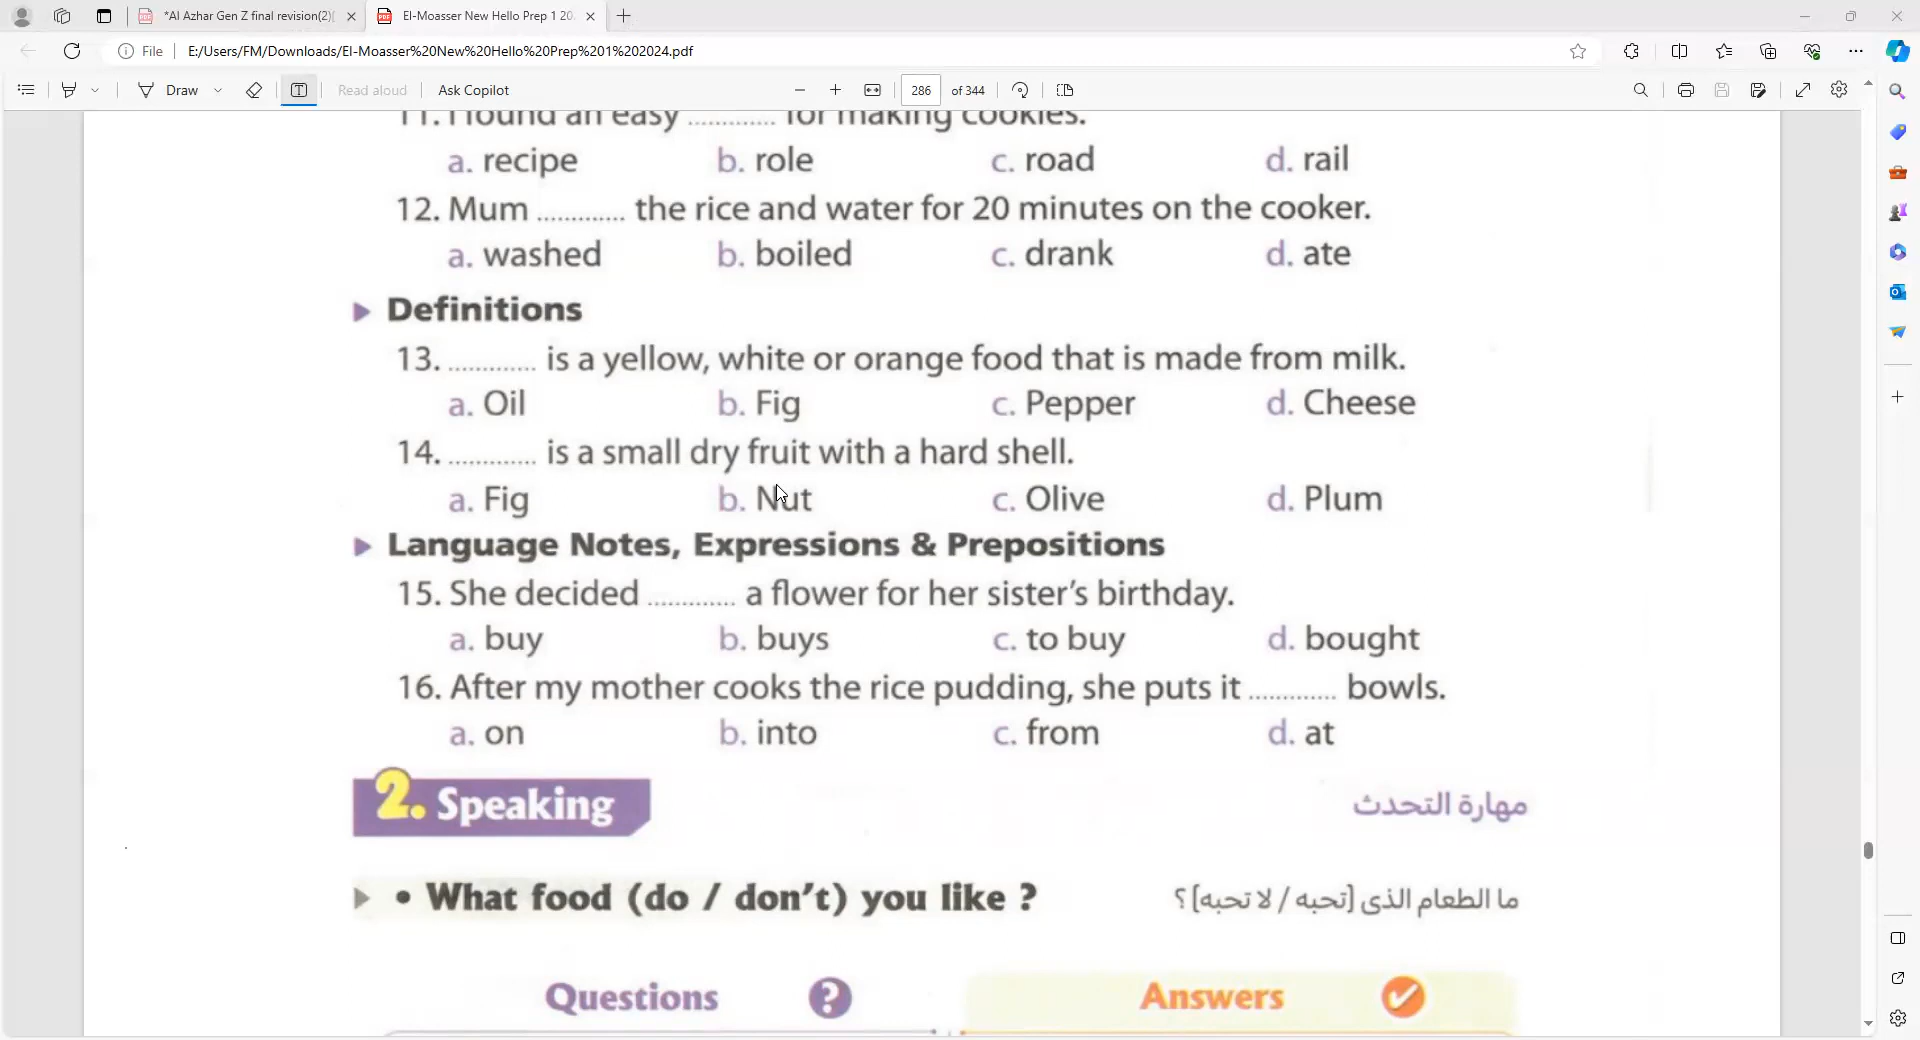 *Al Azhar Gen Z final revision(2)(
El-Moasser New Hello Prep 1 20
File
E:/Users/FM/Downloads/El-Moasser%20New%20Hello%20Prep%201%202024.pdf
Draw
Read aloud
Ask Copilot
286 of 344
11. I found an easy ............. for making cookies.
a. recipe b. role c. road d. rail
12. Mum ............. the rice and water for 20 minutes on the cooker.
a. washed b. boiled c. drank d. ate
Definitions
13. ............. is a yellow, white or orange food that is made from milk.
a. Oil b. Fig c. Pepper d. Cheese
14. ............. is a small dry fruit with a hard shell.
a. Fig b. Nut c. Olive d. Plum
Language Notes, Expressions & Prepositions
15. She decided ............. a flower for her sister's birthday.
a. buy b. buys c. to buy d. bought
16. After my mother cooks the rice pudding, she puts it ............. bowls.
a. on b. into c. from d. at
2. Speaking
مهارة التحدث
• What food (do / don't) you like ?
ما الطعام الذى [تحبه / لا تحبه]؟
Questions ?
Answers